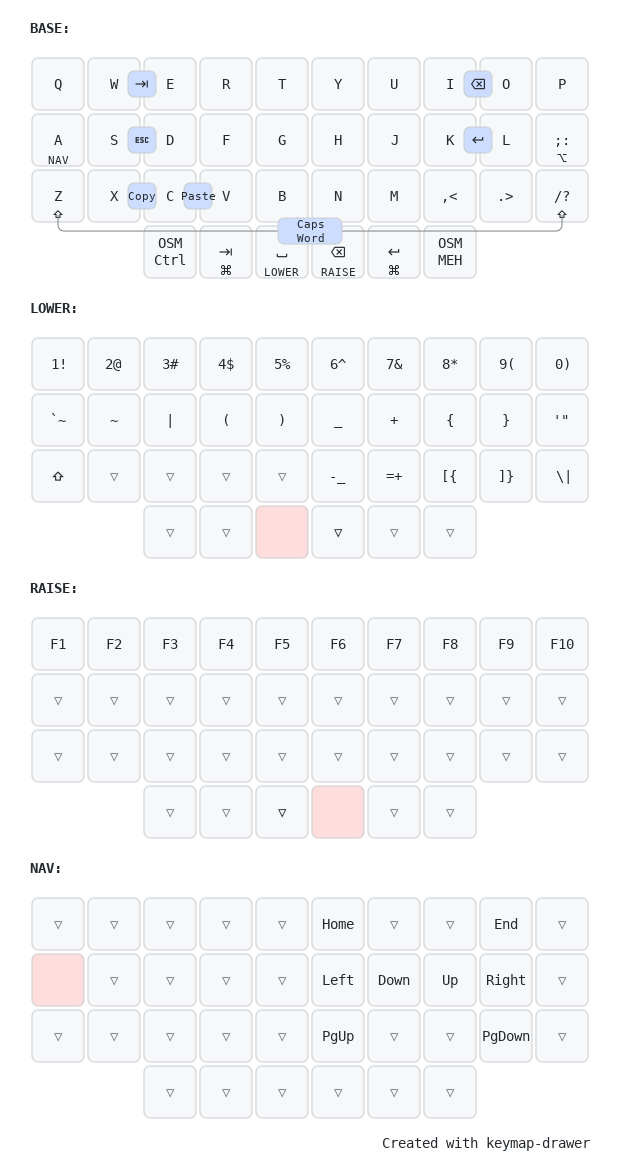 BASE:
Q W ⇥ E R T Y U I ⌫ O P
A S ESC D F G H J K ↵ L ;:
NAV ⌥
Z X Copy C Paste V B N M ,< .> /?
⇧ Caps ⇧
Word
OSM OSM
Ctrl ⇥ ⎵ ⌫ ↵ MEH
⌘ LOWER RAISE ⌘
LOWER:
1! 2@ 3# 4$ 5% 6^ 7& 8* 9( 0)
`~ ~ | ( ) _ + { } '"
⇧ ▽ ▽ ▽ ▽ -_ =+ [{ ]} \|
▽ ▽ ▽ ▽ ▽
RAISE:
F1 F2 F3 F4 F5 F6 F7 F8 F9 F10
▽ ▽ ▽ ▽ ▽ ▽ ▽ ▽ ▽ ▽
▽ ▽ ▽ ▽ ▽ ▽ ▽ ▽ ▽ ▽
▽ ▽ ▽ ▽ ▽
NAV:
▽ ▽ ▽ ▽ ▽ Home ▽ ▽ End ▽
▽ ▽ ▽ ▽ Left Down Up Right ▽
▽ ▽ ▽ ▽ ▽ PgUp ▽ ▽ PgDown ▽
▽ ▽ ▽ ▽ ▽ ▽
Created with keymap-drawer